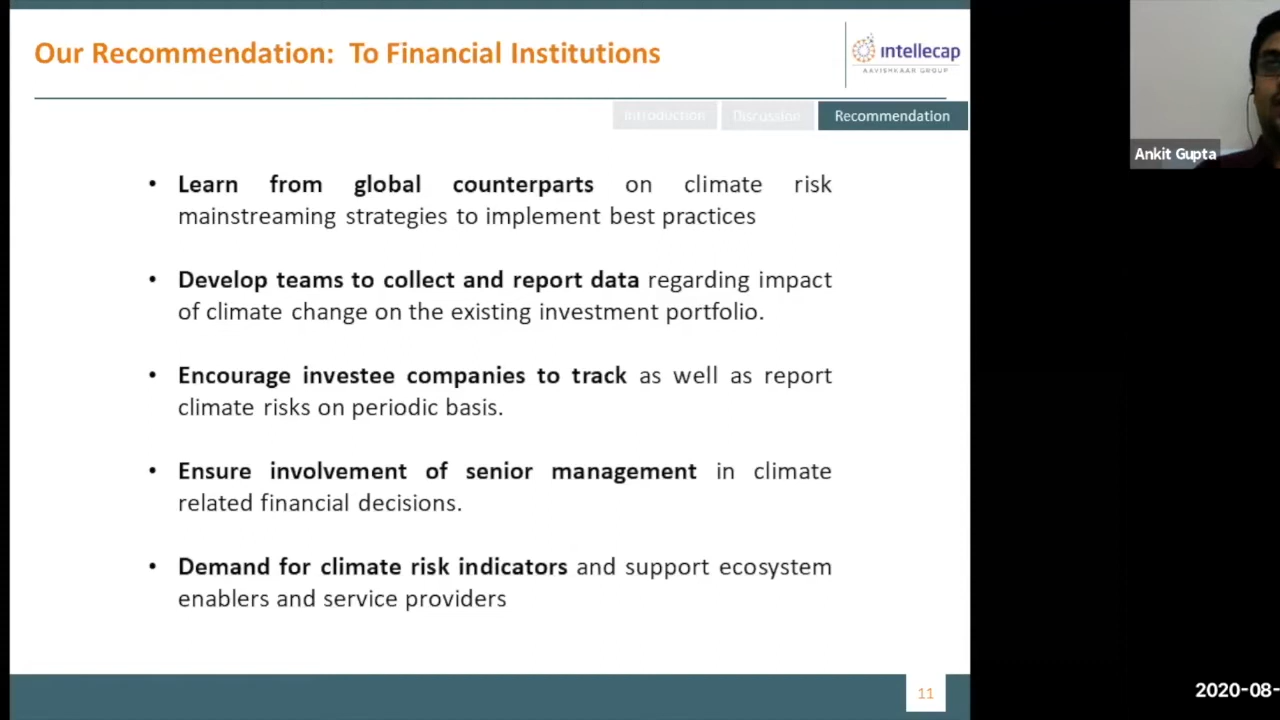 Our Recommendation: To Financial Institutions
intellecap
AAVISHKAAR GROUP
Introduction
Discussion
Recommendation
Ankit Gupta
• Learn from global counterparts on climate risk
mainstreaming strategies to implement best practices
• Develop teams to collect and report data regarding impact
of climate change on the existing investment portfolio.
• Encourage investee companies to track as well as report
climate risks on periodic basis.
• Ensure involvement of senior management in climate
related financial decisions.
• Demand for climate risk indicators and support ecosystem
enablers and service providers
11
2020-08-